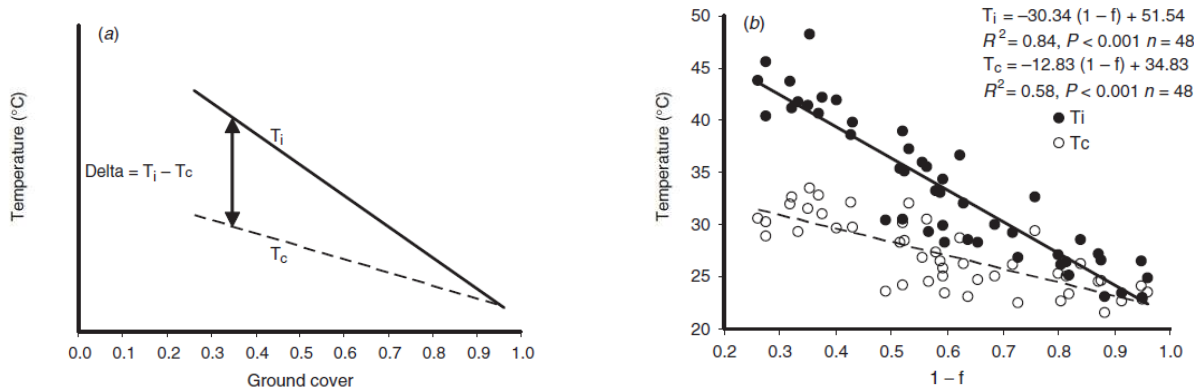 (a)
Temperature (°C)
Ti
Delta = Ti – Tc
Tc
0.0 0.1 0.2 0.3 0.4 0.5 0.6 0.7 0.8 0.9 1.0
Ground cover
(b)
Ti = –30.34 (1 – f) + 51.54
R2 = 0.84, P < 0.001 n = 48
Tc = –12.83 (1 – f) + 34.83
R2 = 0.58, P < 0.001 n = 48
Ti
Tc
Temperature (°C)
50
45
40
35
30
25
20
0.2 0.3 0.4 0.5 0.6 0.7 0.8 0.9 1.0
1 – f